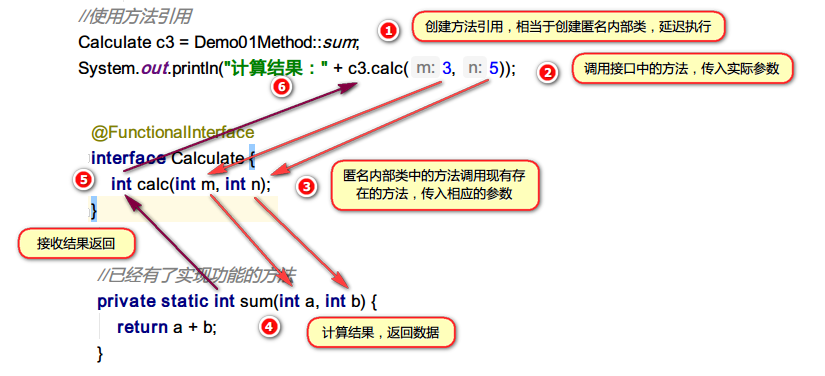 //使用方法引用
① 创建方法引用，相当于创建匿名内部类，延迟执行
Calculate c3 = Demo01Method::sum;
System.out.println("计算结果：" + c3.calc( m: 3, n: 5));
⑥
② 调用接口中的方法，传入实际参数
@FunctionalInterface
interface Calculate {
⑤ int calc(int m, int n);
}
③ 匿名内部类中的方法调用现有存
在的方法，传入相应的参数
接收结果返回
//已经有了实现功能的方法
private static int sum(int a, int b) {
return a + b;
}
④ 计算结果，返回数据